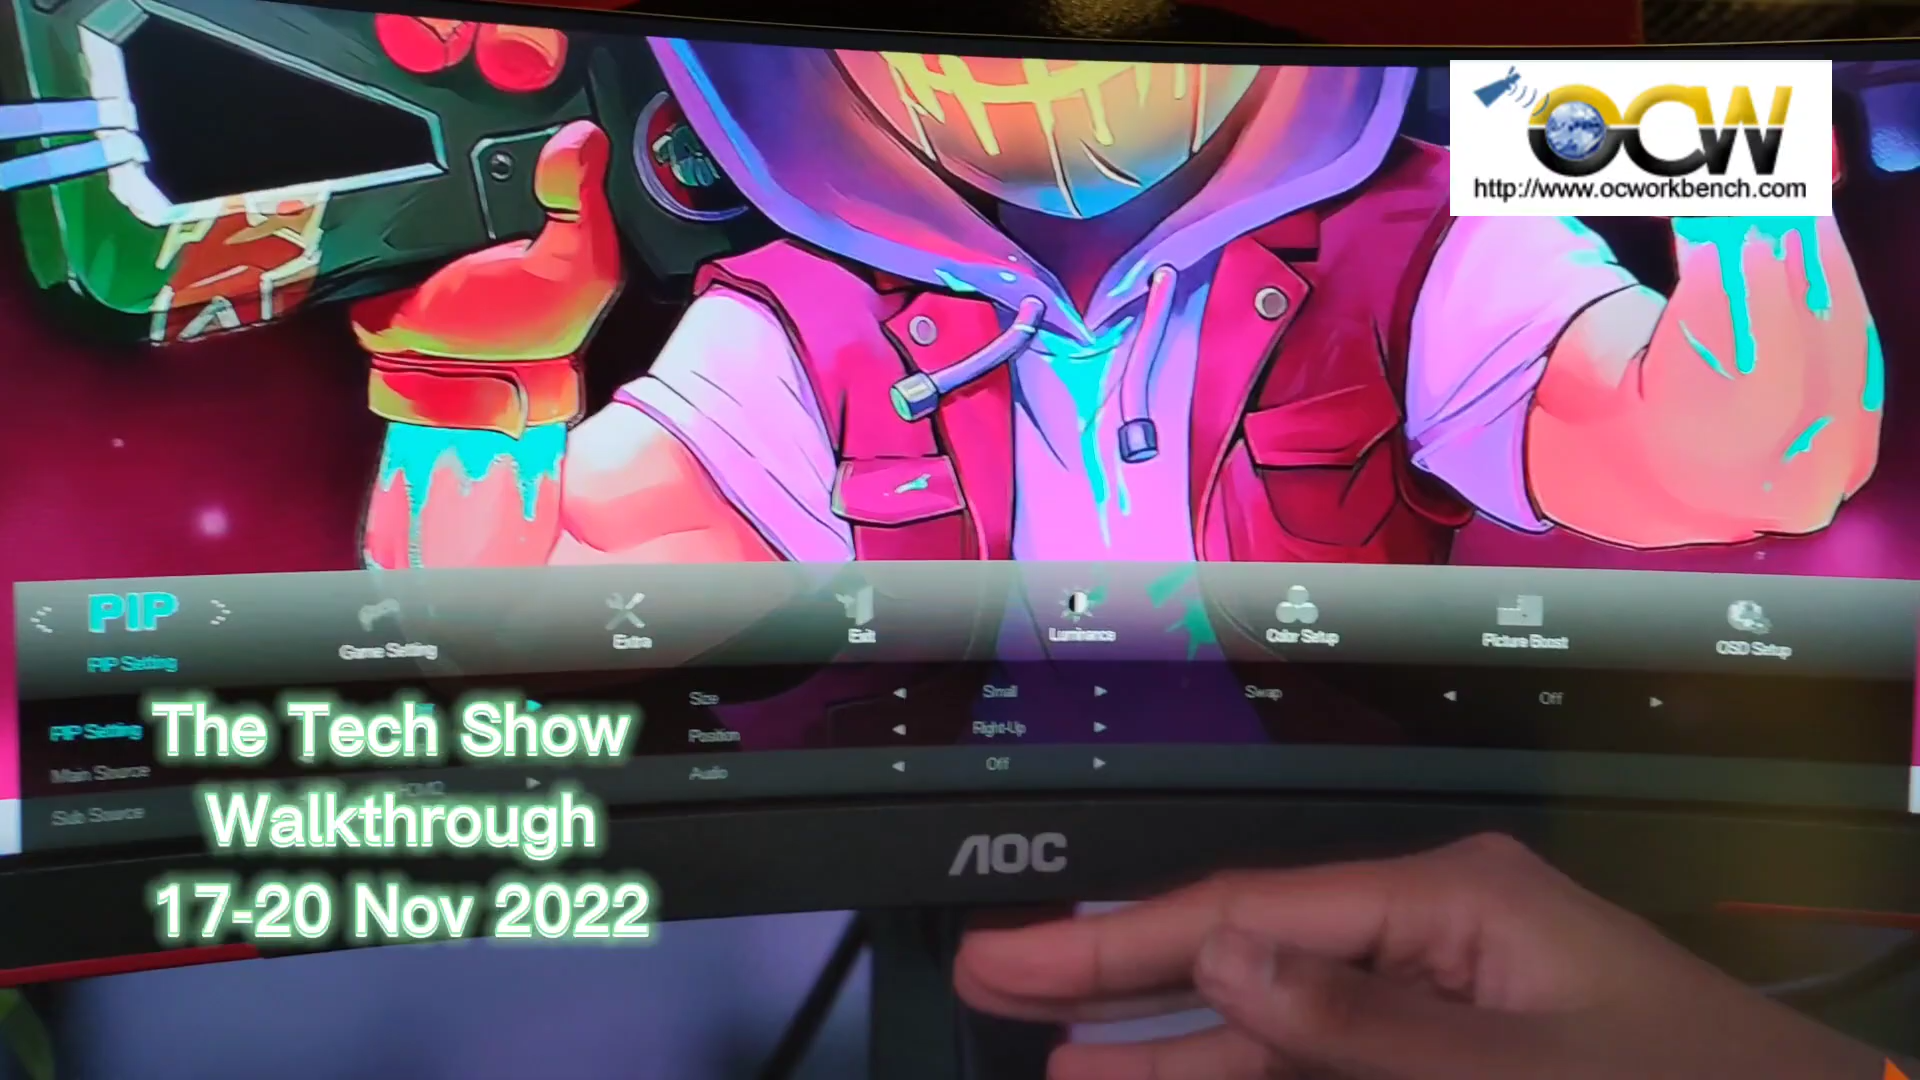 OCW
http://www.ocworkbench.com
PIP
PIP Setting
Game Setting
Extra
Exit
Luminance
Color Setup
Picture Boost
OSD Setup
PIP Setting
Main Source
Sub Source
Size
Small
Position
Right-Up
Audio
Off
Swap
Off
The Tech Show
Walkthrough
17-20 Nov 2022
AOC